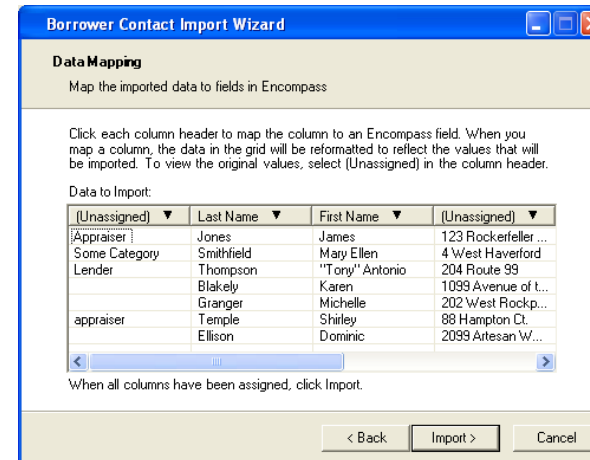 Borrower Contact Import Wizard
Data Mapping
Map the imported data to fields in Encompass
Click each column header to map the column to an Encompass field. When you
map a column, the data in the grid will be reformatted to reflect the values that will
be imported. To view the original values, select (Unassigned) in the column header.
Data to Import:
(Unassigned) ▼ Last Name ▼ First Name ▼ (Unassigned) ▼
Appraiser Jones James 123 Rockerfeller ...
Some Category Smithfield Mary Ellen 4 West Haverford
Lender Thompson "Tony" Antonio 204 Route 99
Blakely Karen 1099 Avenue of t...
Granger Michelle 202 West Rockp...
appraiser Temple Shirley 88 Hampton Ct.
Ellison Dominic 2099 Artesan W...
When all columns have been assigned, click Import.
< Back Import > Cancel